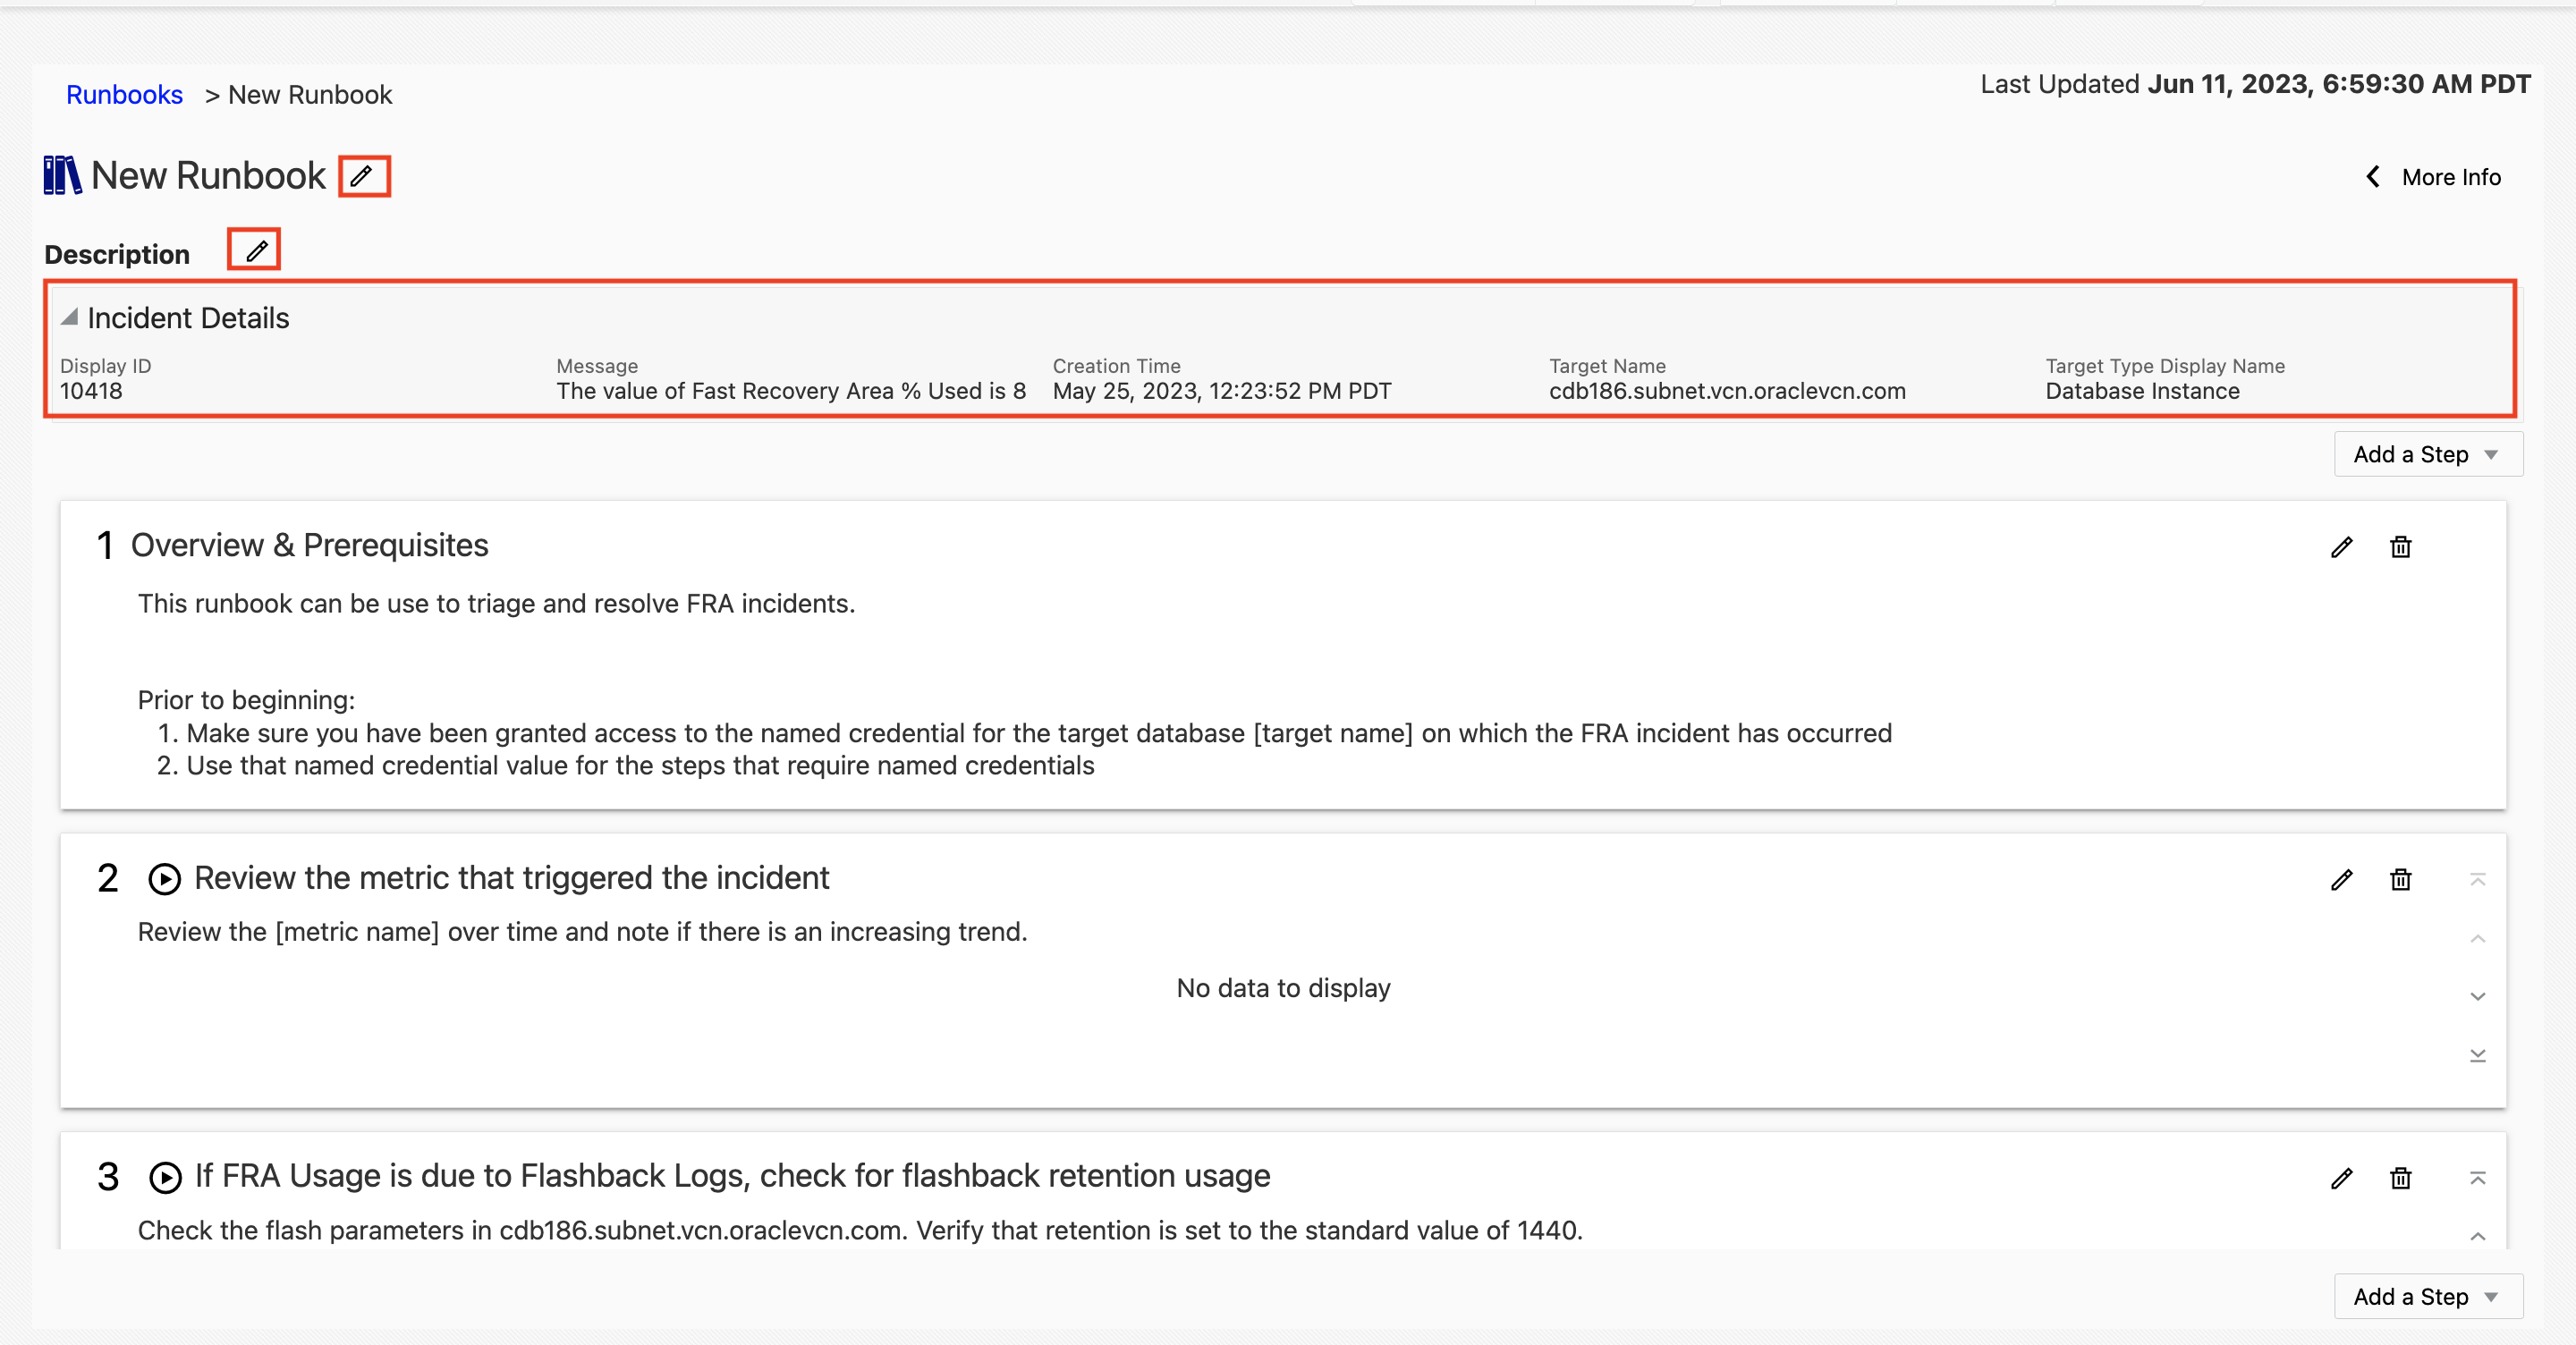 Last Updated Jun 11, 2023, 6:59:30 AM PDT
Runbooks > New Runbook
New Runbook
More Info
Description
Incident Details
Display ID
10418
Message
The value of Fast Recovery Area % Used is 8
Creation Time
May 25, 2023, 12:23:52 PM PDT
Target Name
cdb186.subnet.vcn.oraclevcn.com
Target Type Display Name
Database Instance
Add a Step
1 Overview & Prerequisites
This runbook can be use to triage and resolve FRA incidents.
Prior to beginning:
1. Make sure you have been granted access to the named credential for the target database [target name] on which the FRA incident has occurred
2. Use that named credential value for the steps that require named credentials
2 Review the metric that triggered the incident
Review the [metric name] over time and note if there is an increasing trend.
No data to display
3 If FRA Usage is due to Flashback Logs, check for flashback retention usage
Check the flash parameters in cdb186.subnet.vcn.oraclevcn.com. Verify that retention is set to the standard value of 1440.
Add a Step